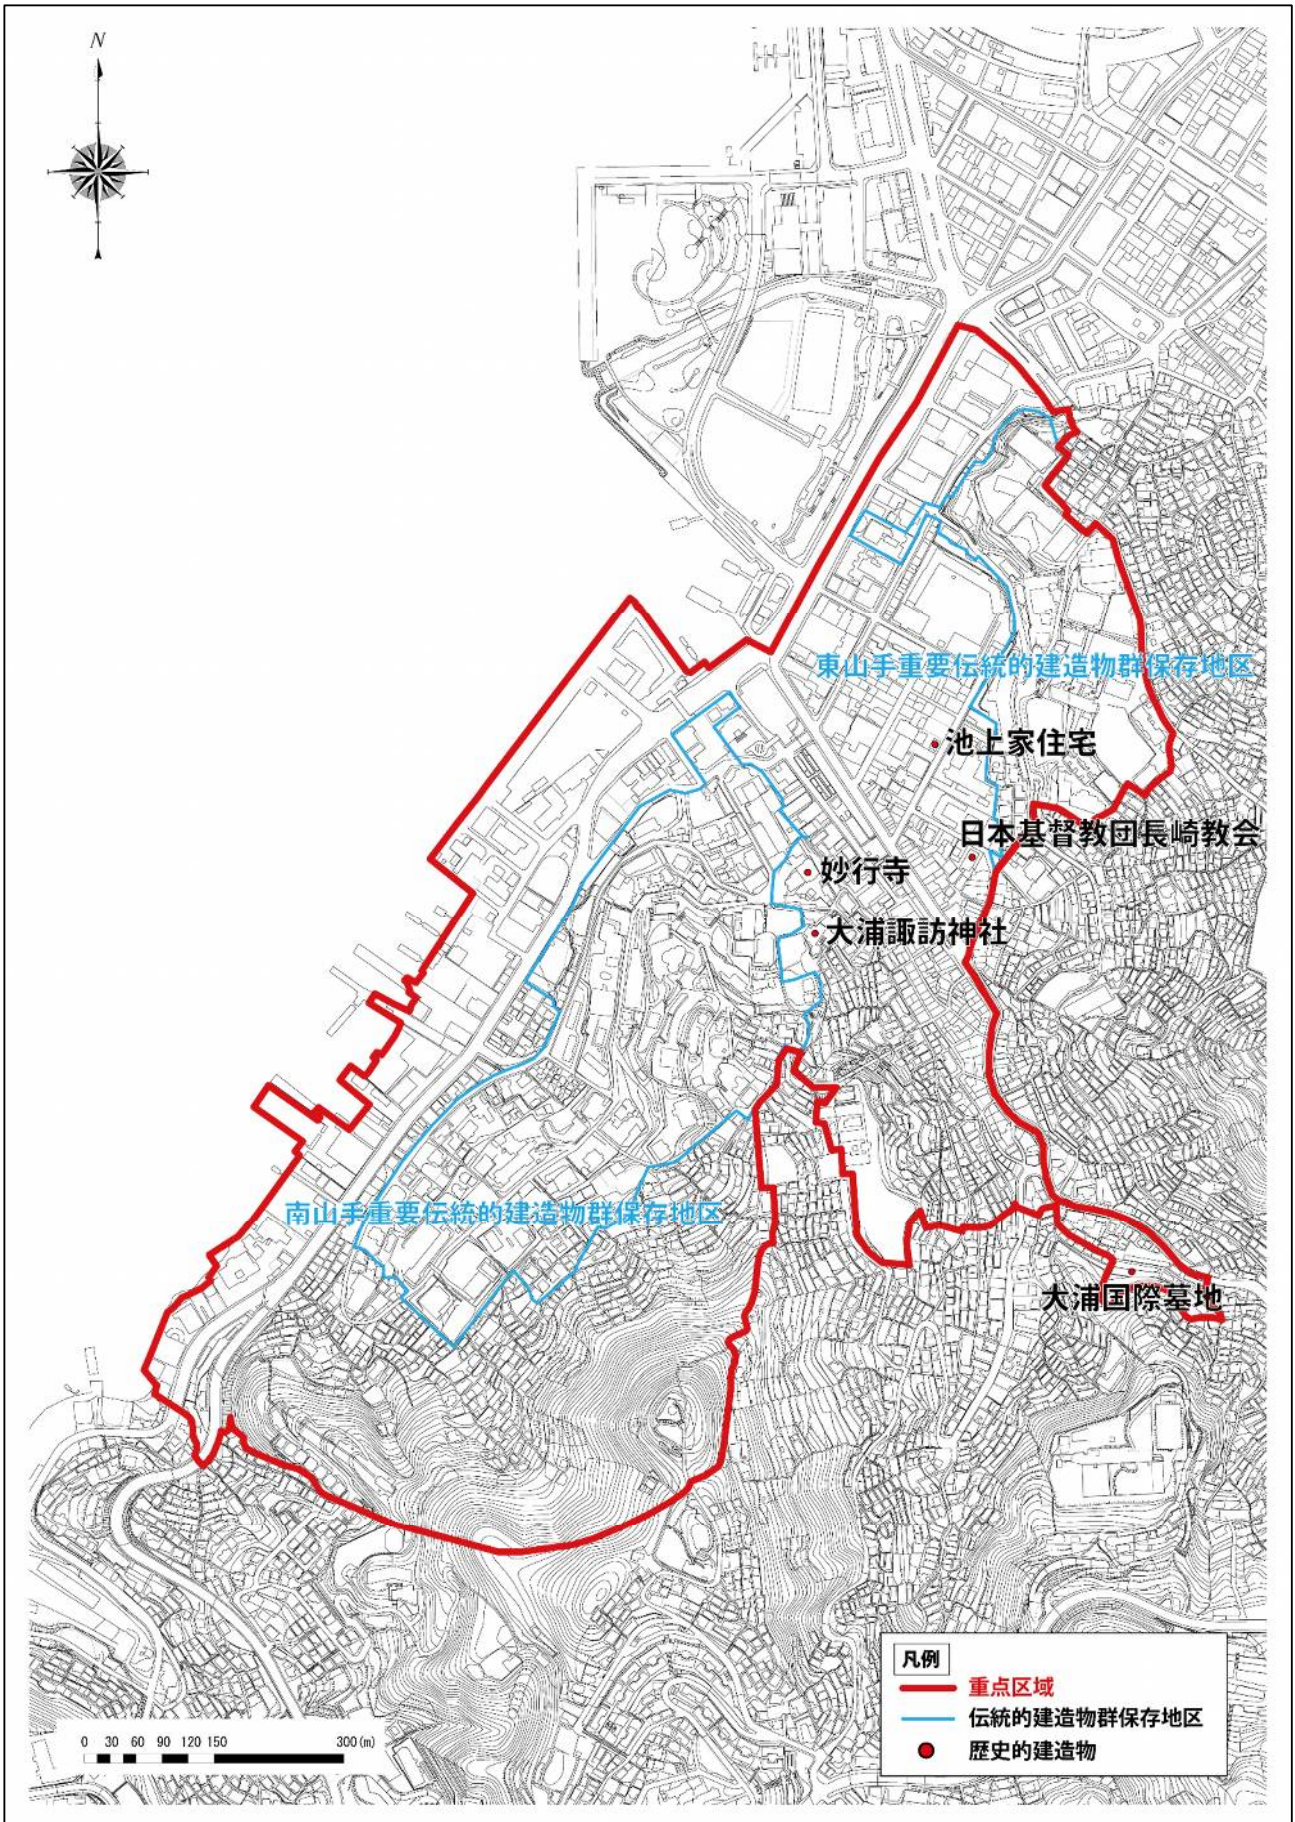 N
東山手重要伝統的建造物群保存地区
池上家住宅
日本基督教団長崎教会
妙行寺
大浦諏訪神社
南山手重要伝統的建造物群保存地区
大浦国際墓地
凡例
重点区域
伝統的建造物群保存地区
歴史的建造物
0 30 60 90 120 150 300 (m)